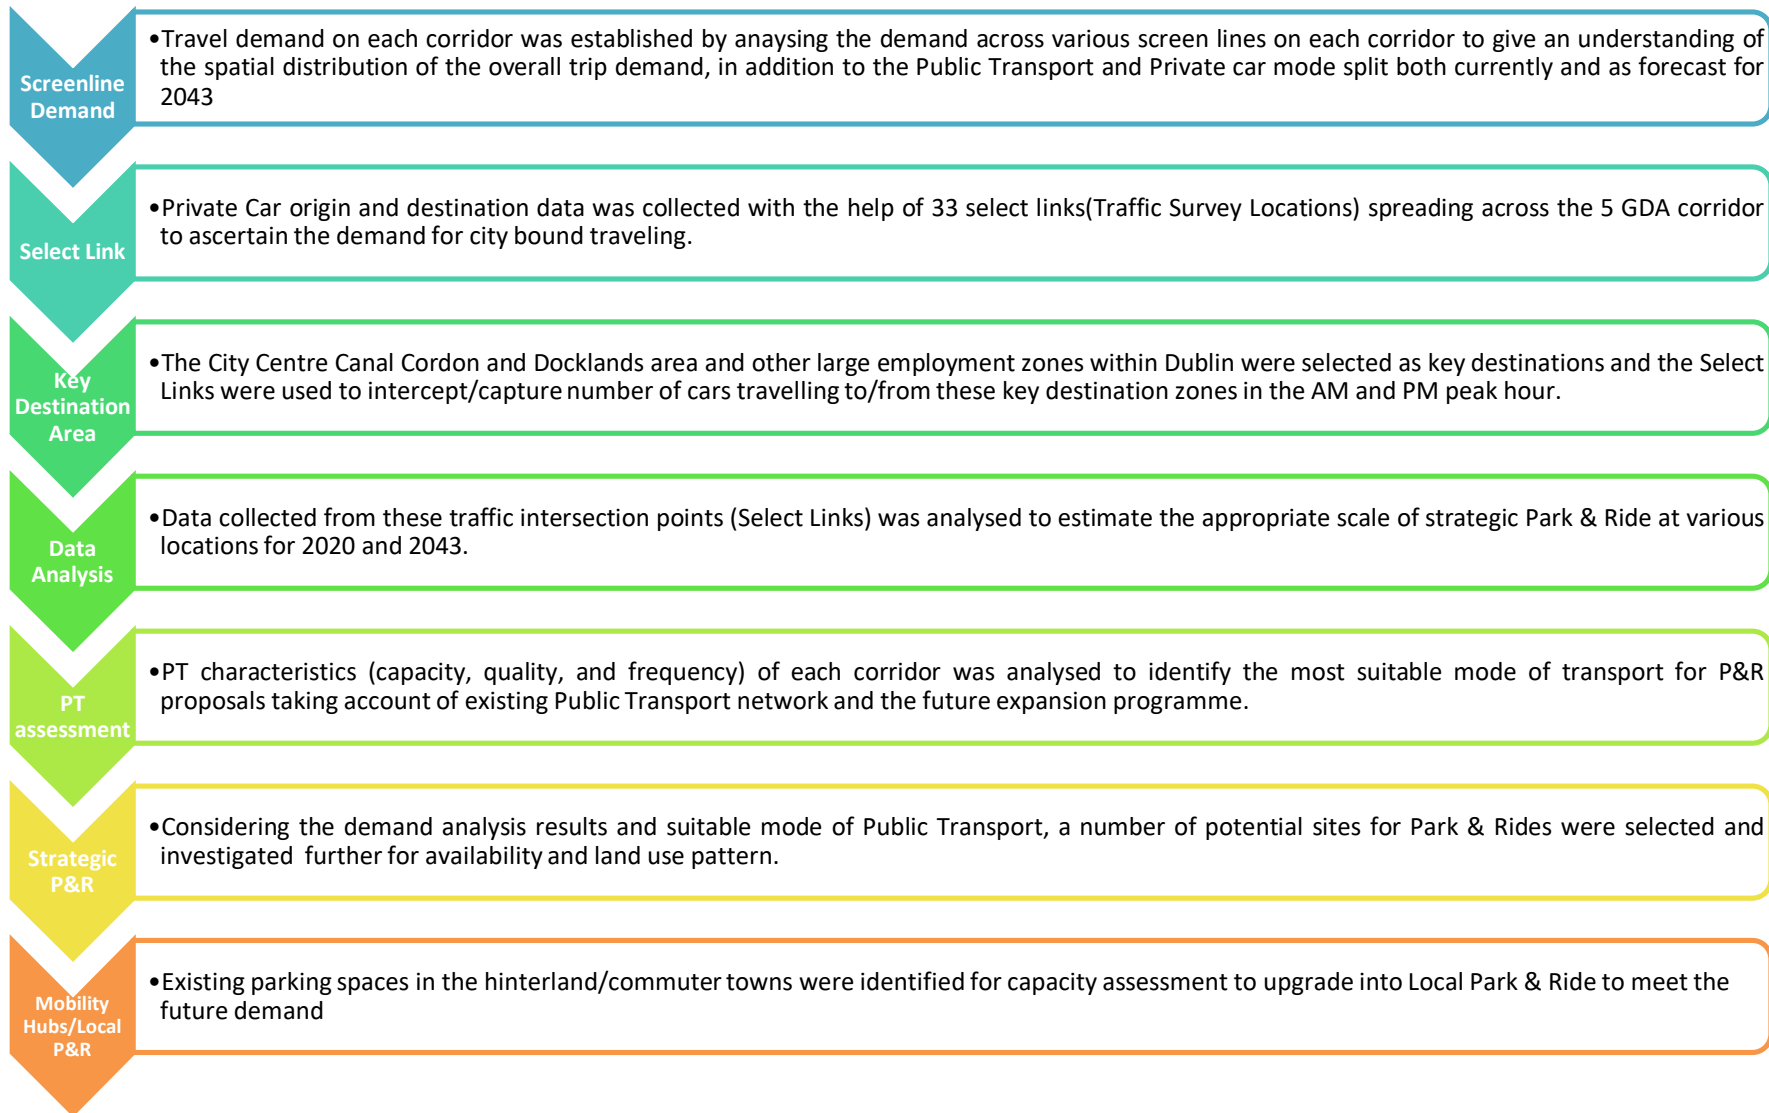 Screenline
Demand
•Travel demand on each corridor was established by anaysing the demand across various screen lines on each corridor to give an understanding of
the spatial distribution of the overall trip demand, in addition to the Public Transport and Private car mode split both currently and as forecast for
2043
Select Link
•Private Car origin and destination data was collected with the help of 33 select links(Traffic Survey Locations) spreading across the 5 GDA corridor
to ascertain the demand for city bound traveling.
Key
Destination
Area
•The City Centre Canal Cordon and Docklands area and other large employment zones within Dublin were selected as key destinations and the Select
Links were used to intercept/capture number of cars travelling to/from these key destination zones in the AM and PM peak hour.
Data
Analysis
•Data collected from these traffic intersection points (Select Links) was analysed to estimate the appropriate scale of strategic Park & Ride at various
locations for 2020 and 2043.
PT
assessment
•PT characteristics (capacity, quality, and frequency) of each corridor was analysed to identify the most suitable mode of transport for P&R
proposals taking account of existing Public Transport network and the future expansion programme.
Strategic
P&R
•Considering the demand analysis results and suitable mode of Public Transport, a number of potential sites for Park & Rides were selected and
investigated further for availability and land use pattern.
Mobility
Hubs/Local
P&R
•Existing parking spaces in the hinterland/commuter towns were identified for capacity assessment to upgrade into Local Park & Ride to meet the
future demand